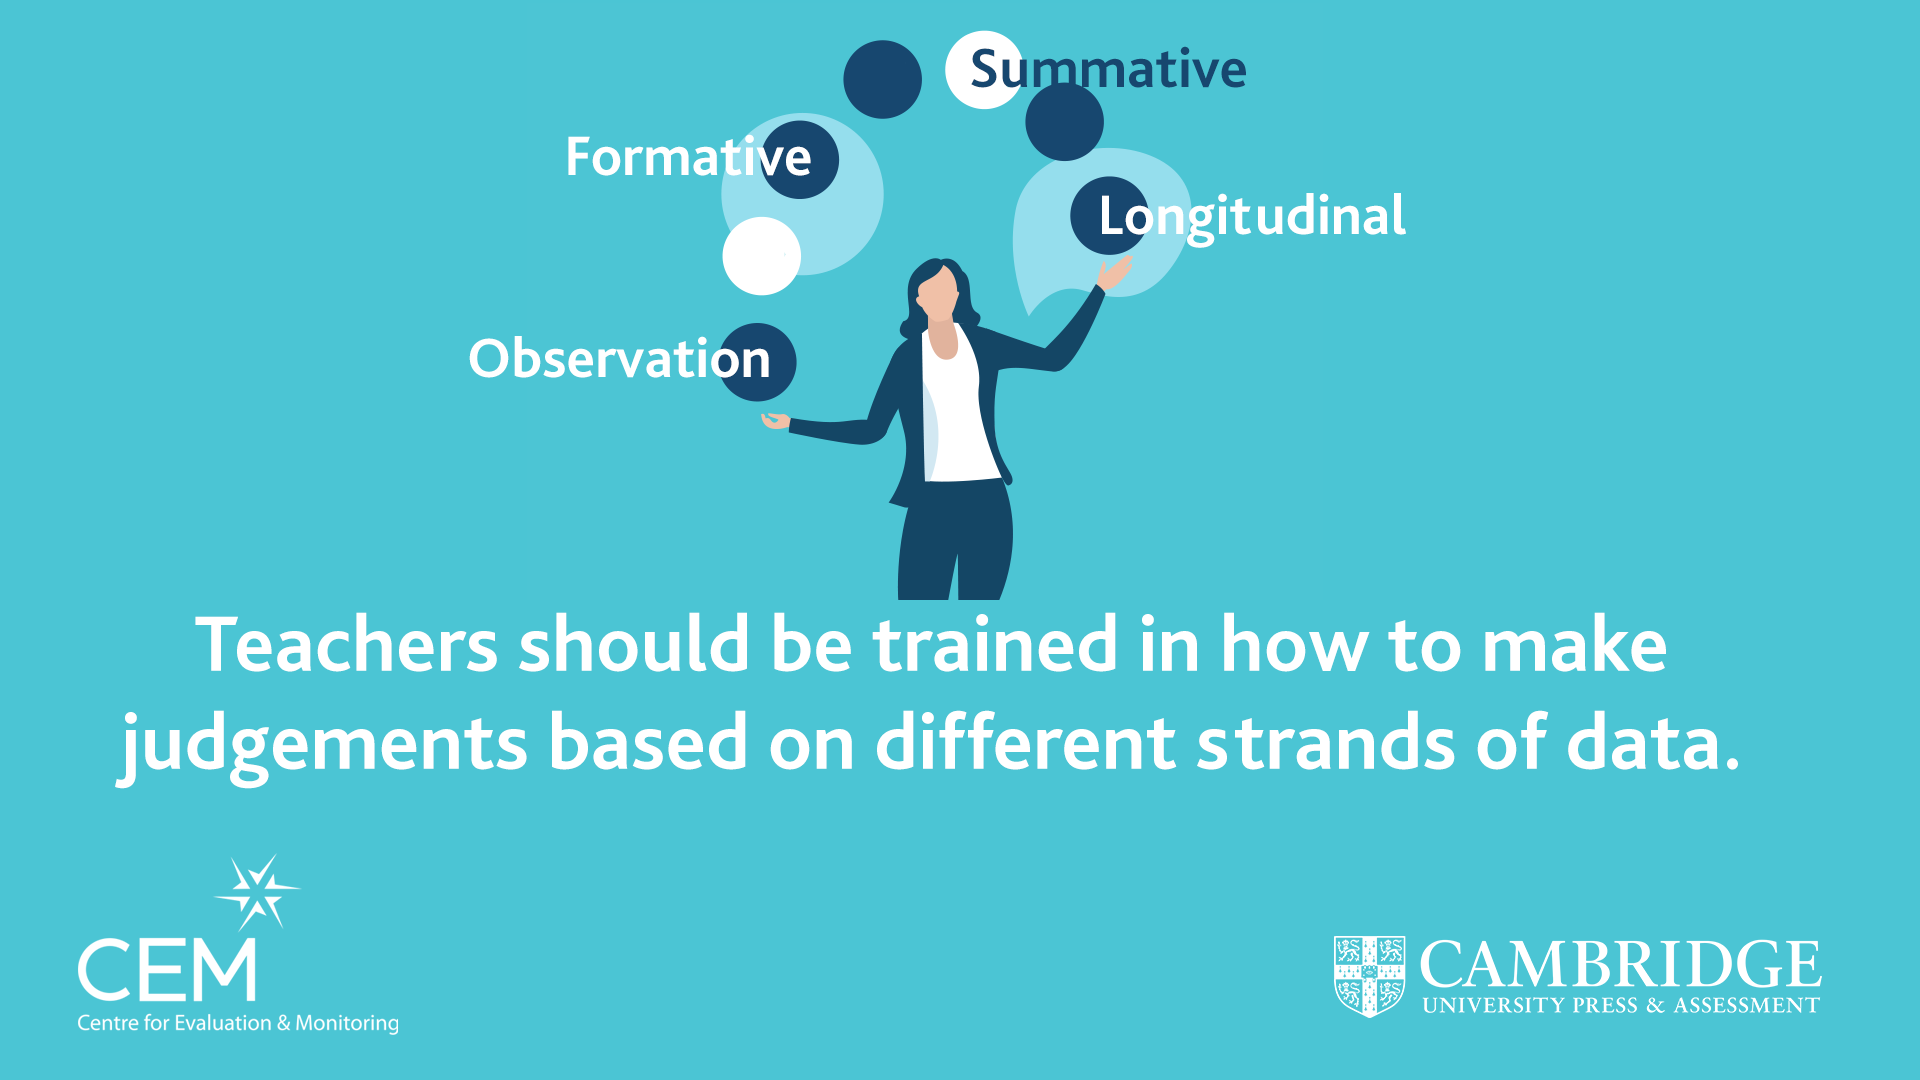 Summative
Formative
Longitudinal
Observation
Teachers should be trained in how to make
judgements based on different strands of data.
CEM
Centre for Evaluation & Monitoring
CAMBRIDGE
UNIVERSITY PRESS & ASSESSMENT